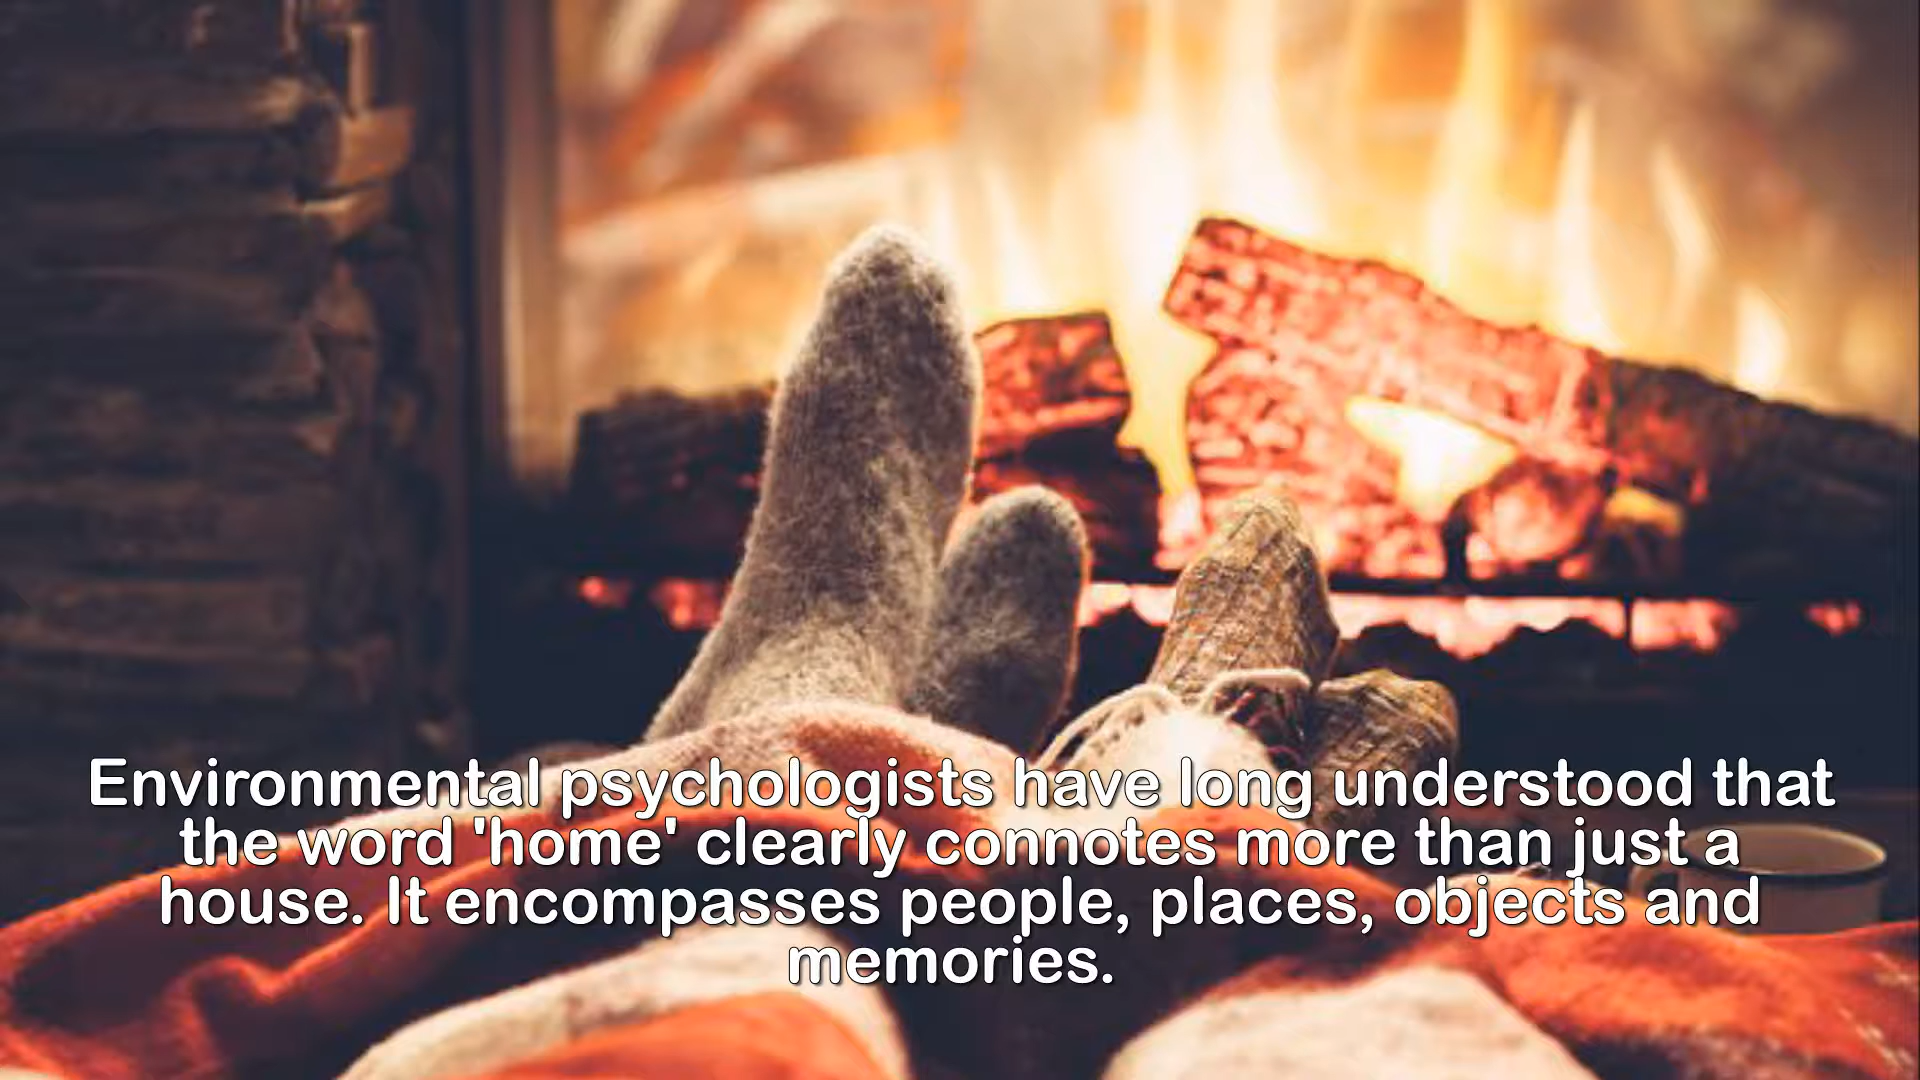 Environmental psychologists have long understood that
the word 'home' clearly connotes more than just a
house. It encompasses people, places, objects and
memories.